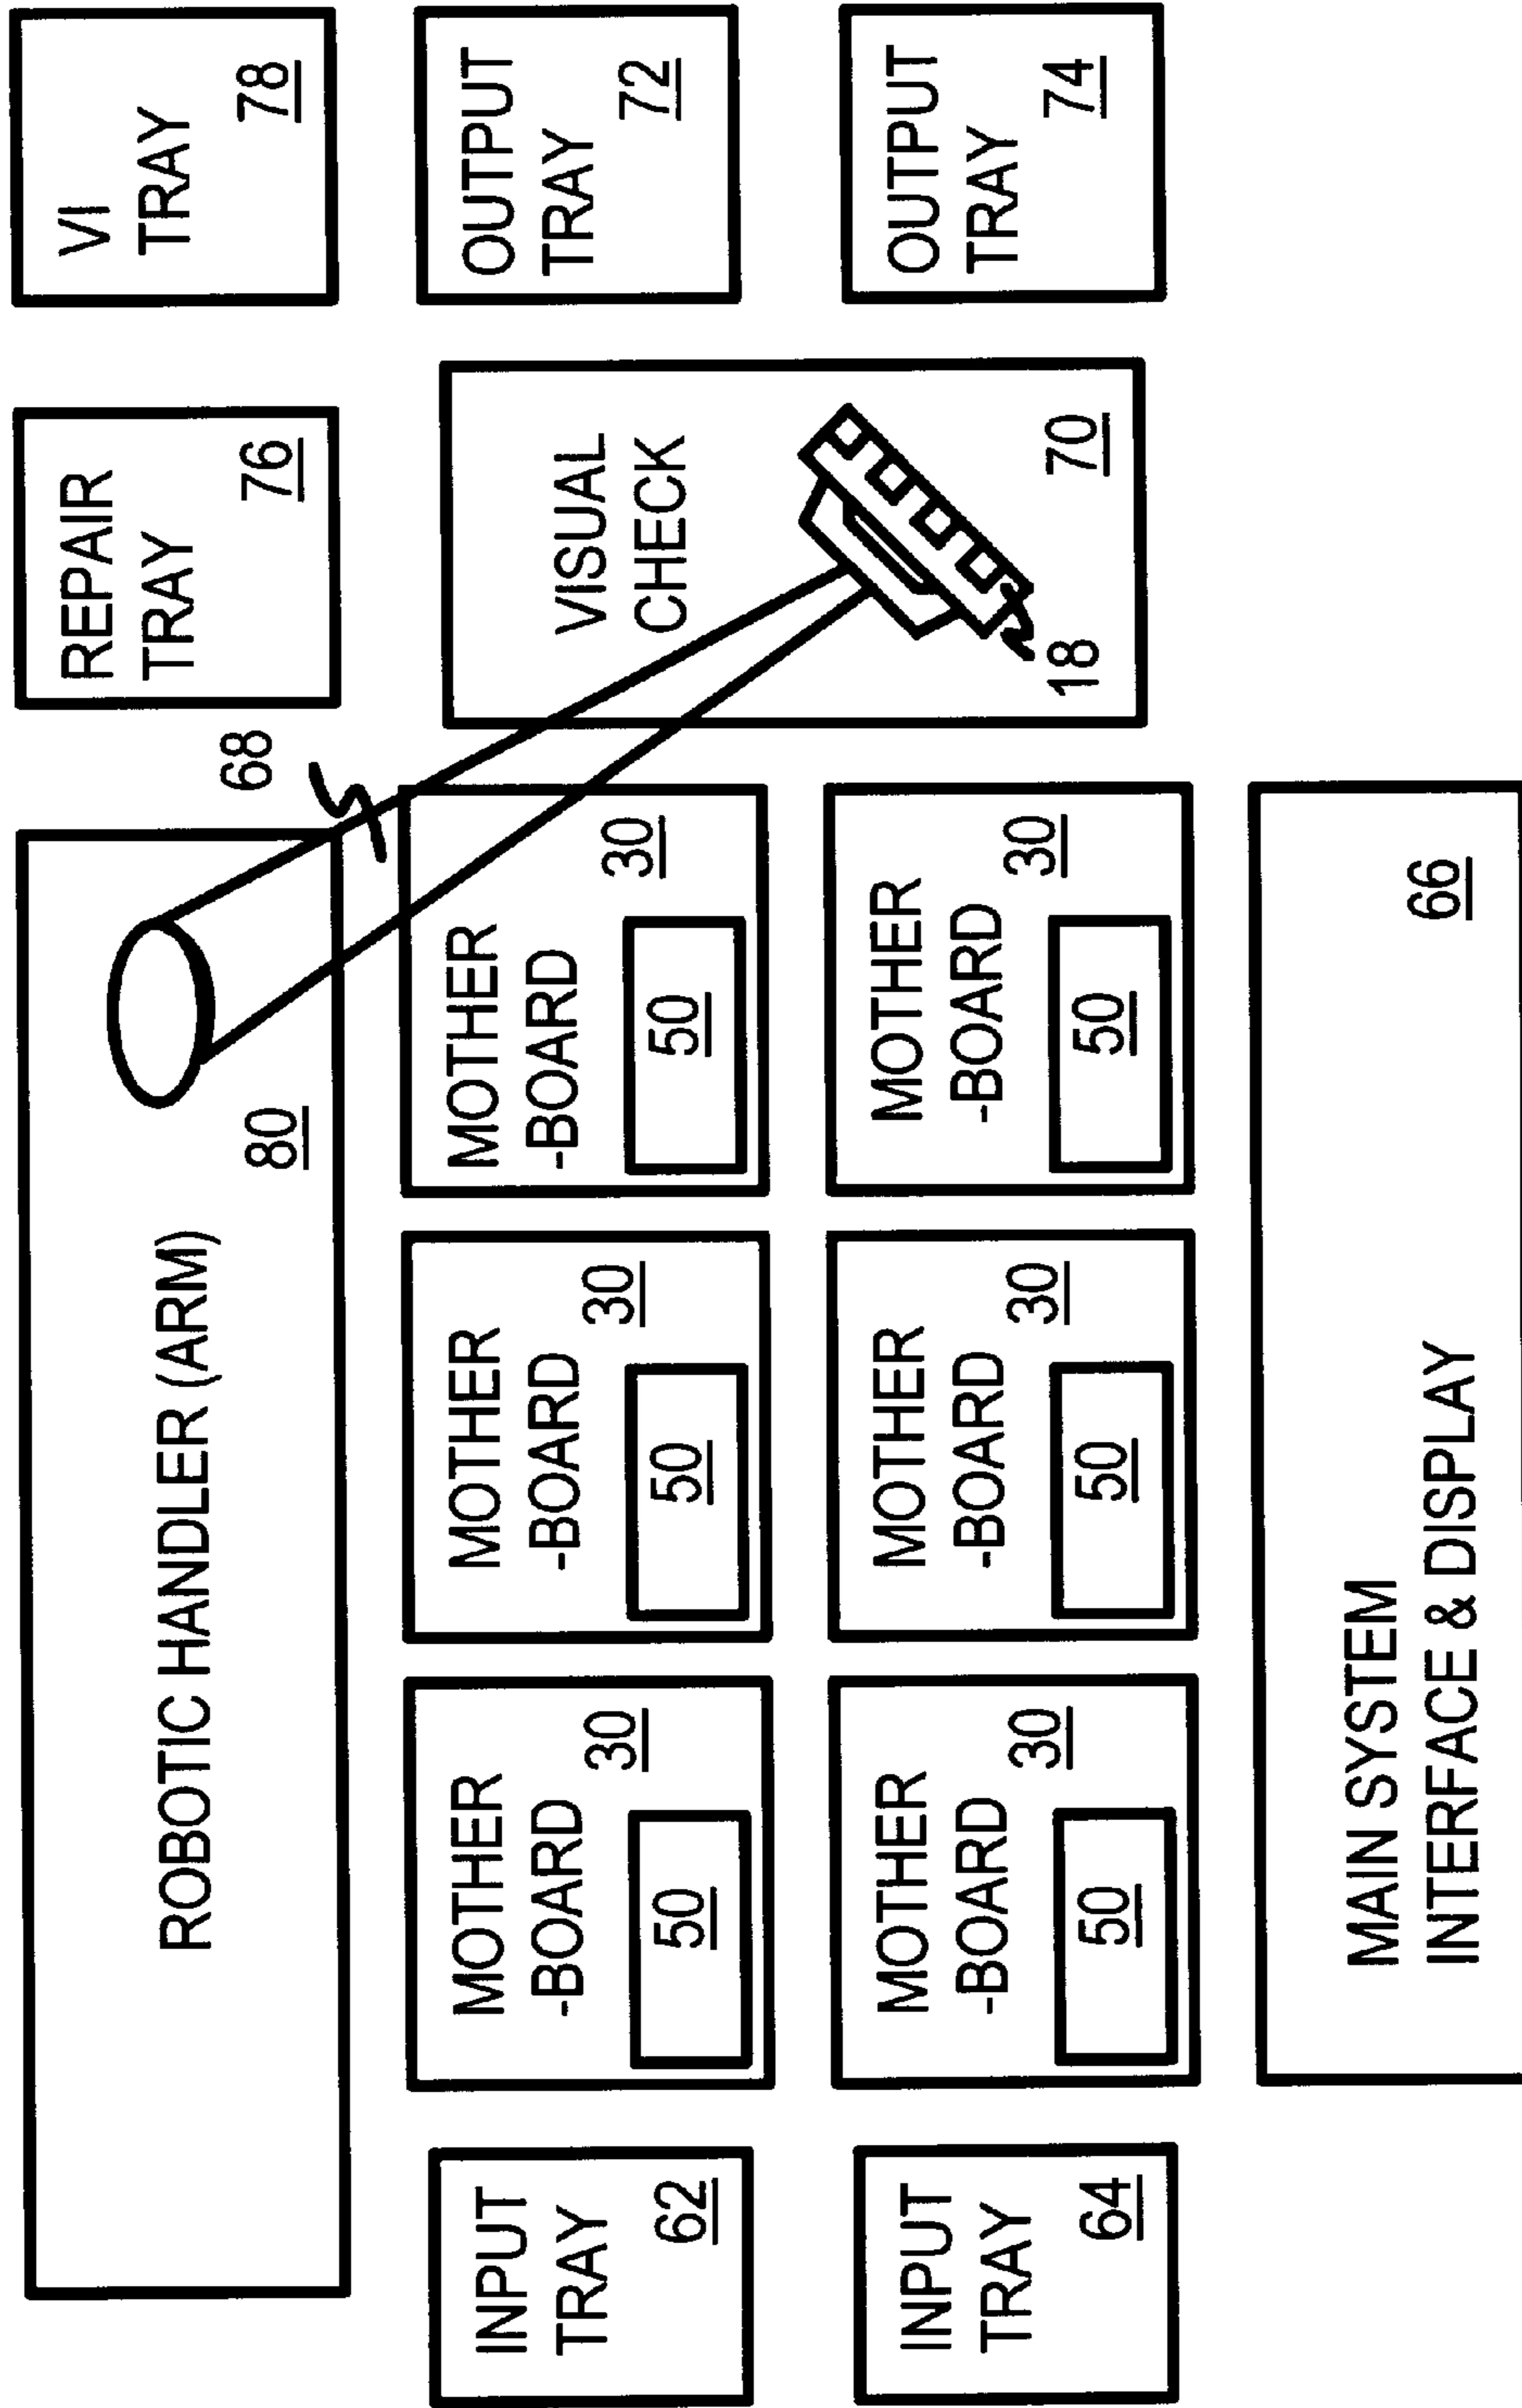 ROBOTIC HANDLER (ARM)
80
68
REPAIR
TRAY
76
VI
TRAY
78
INPUT
TRAY
62
MOTHER
-BOARD
30
50
MOTHER
-BOARD
30
50
MOTHER
-BOARD
30
50
VISUAL
CHECK
18
70
OUTPUT
TRAY
72
INPUT
TRAY
64
MOTHER
-BOARD
30
50
MOTHER
-BOARD
30
50
MOTHER
-BOARD
30
50
OUTPUT
TRAY
74
MAIN SYSTEM
INTERFACE & DISPLAY
66